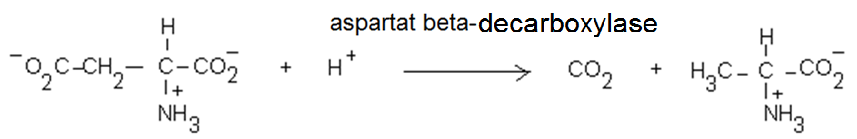 aspartat beta-decarboxylase
H H
⁻O₂C–CH₂– C–CO₂⁻ + H⁺ ⟶ CO₂ + H₃C– C –CO₂⁻
+ +
NH₃ NH₃